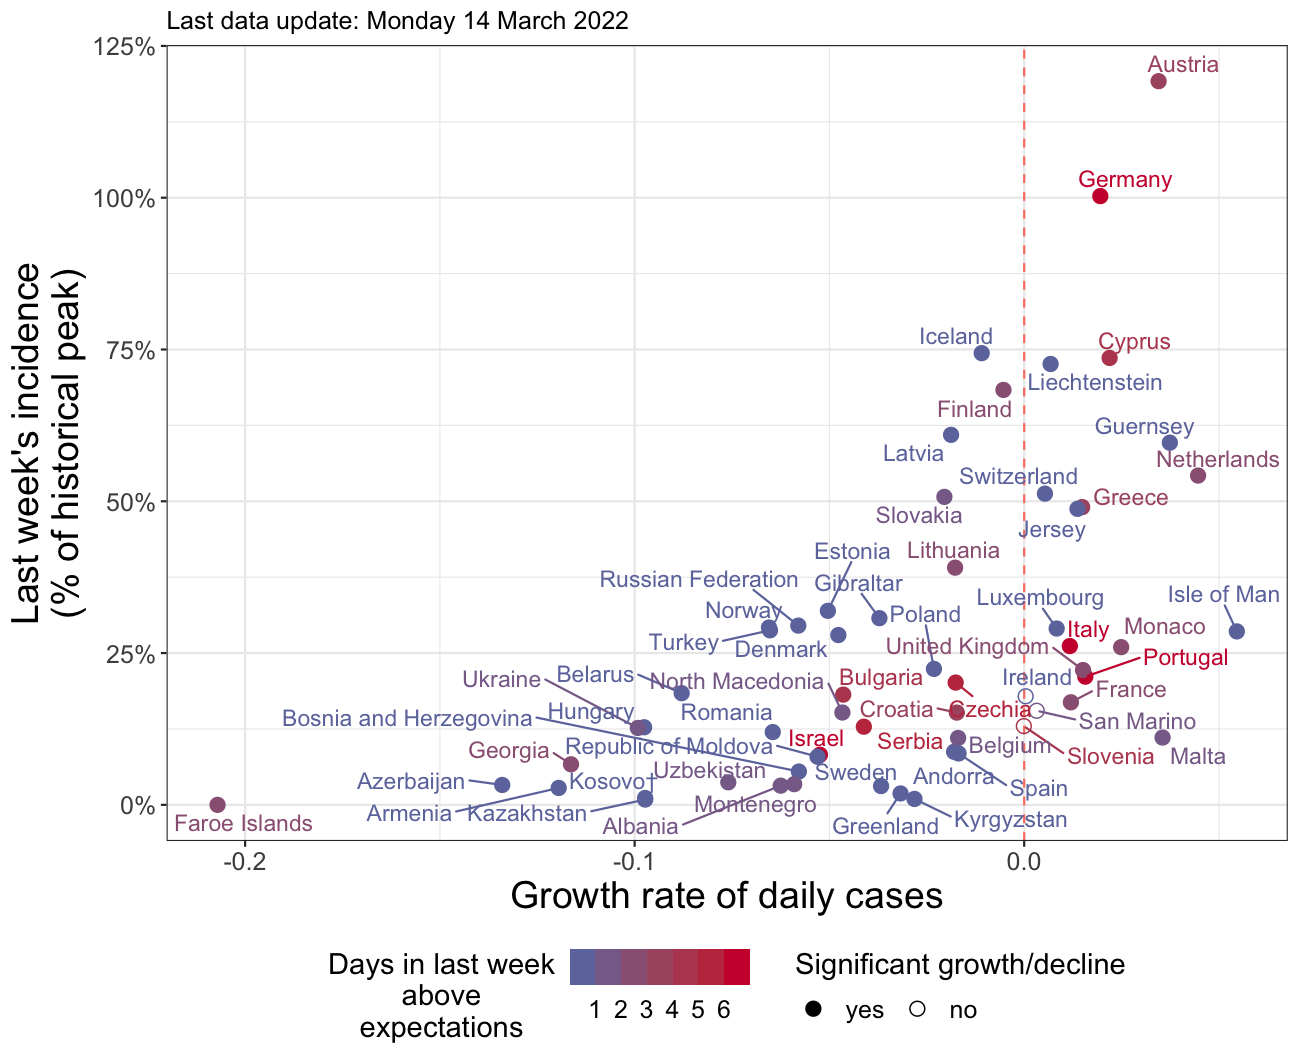 Last data update: Monday 14 March 2022
125%
100%
75%
50%
25%
0%
Last week's incidence
(% of historical peak)
Austria
Germany
Iceland
Cyprus
Liechtenstein
Finland
Guernsey
Latvia
Netherlands
Switzerland
Greece
Slovakia
Jersey
Estonia
Lithuania
Russian Federation
Gibraltar
Isle of Man
Luxembourg
Norway
Poland
Italy
Monaco
Turkey
Denmark
United Kingdom
Portugal
Belarus
Ukraine
North Macedonia
Bulgaria
Ireland
France
Bosnia and Herzegovina
Hungary
Romania
Croatia
Czechia
San Marino
Georgia
Republic of Moldova
Israel
Serbia
Belgium
Slovenia
Malta
Azerbaijan
Kosovo†
Uzbekistan
Sweden
Andorra
Spain
Armenia
Kazakhstan
Montenegro
Faroe Islands
Albania
Greenland
Kyrgyzstan
-0.2
-0.1
0.0
Growth rate of daily cases
Days in last week
above
expectations
1 2 3 4 5 6
Significant growth/decline
yes
no